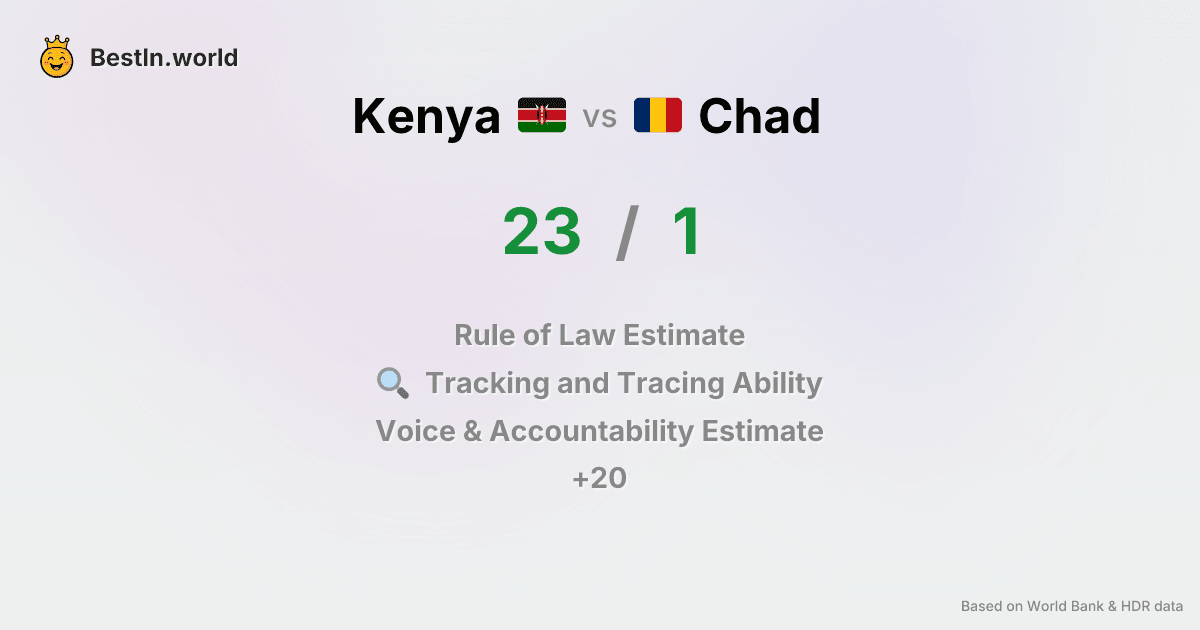 BestIn.world
Kenya vs Chad
23 / 1
Rule of Law Estimate
Tracking and Tracing Ability
Voice & Accountability Estimate
+20
Based on World Bank & HDR data